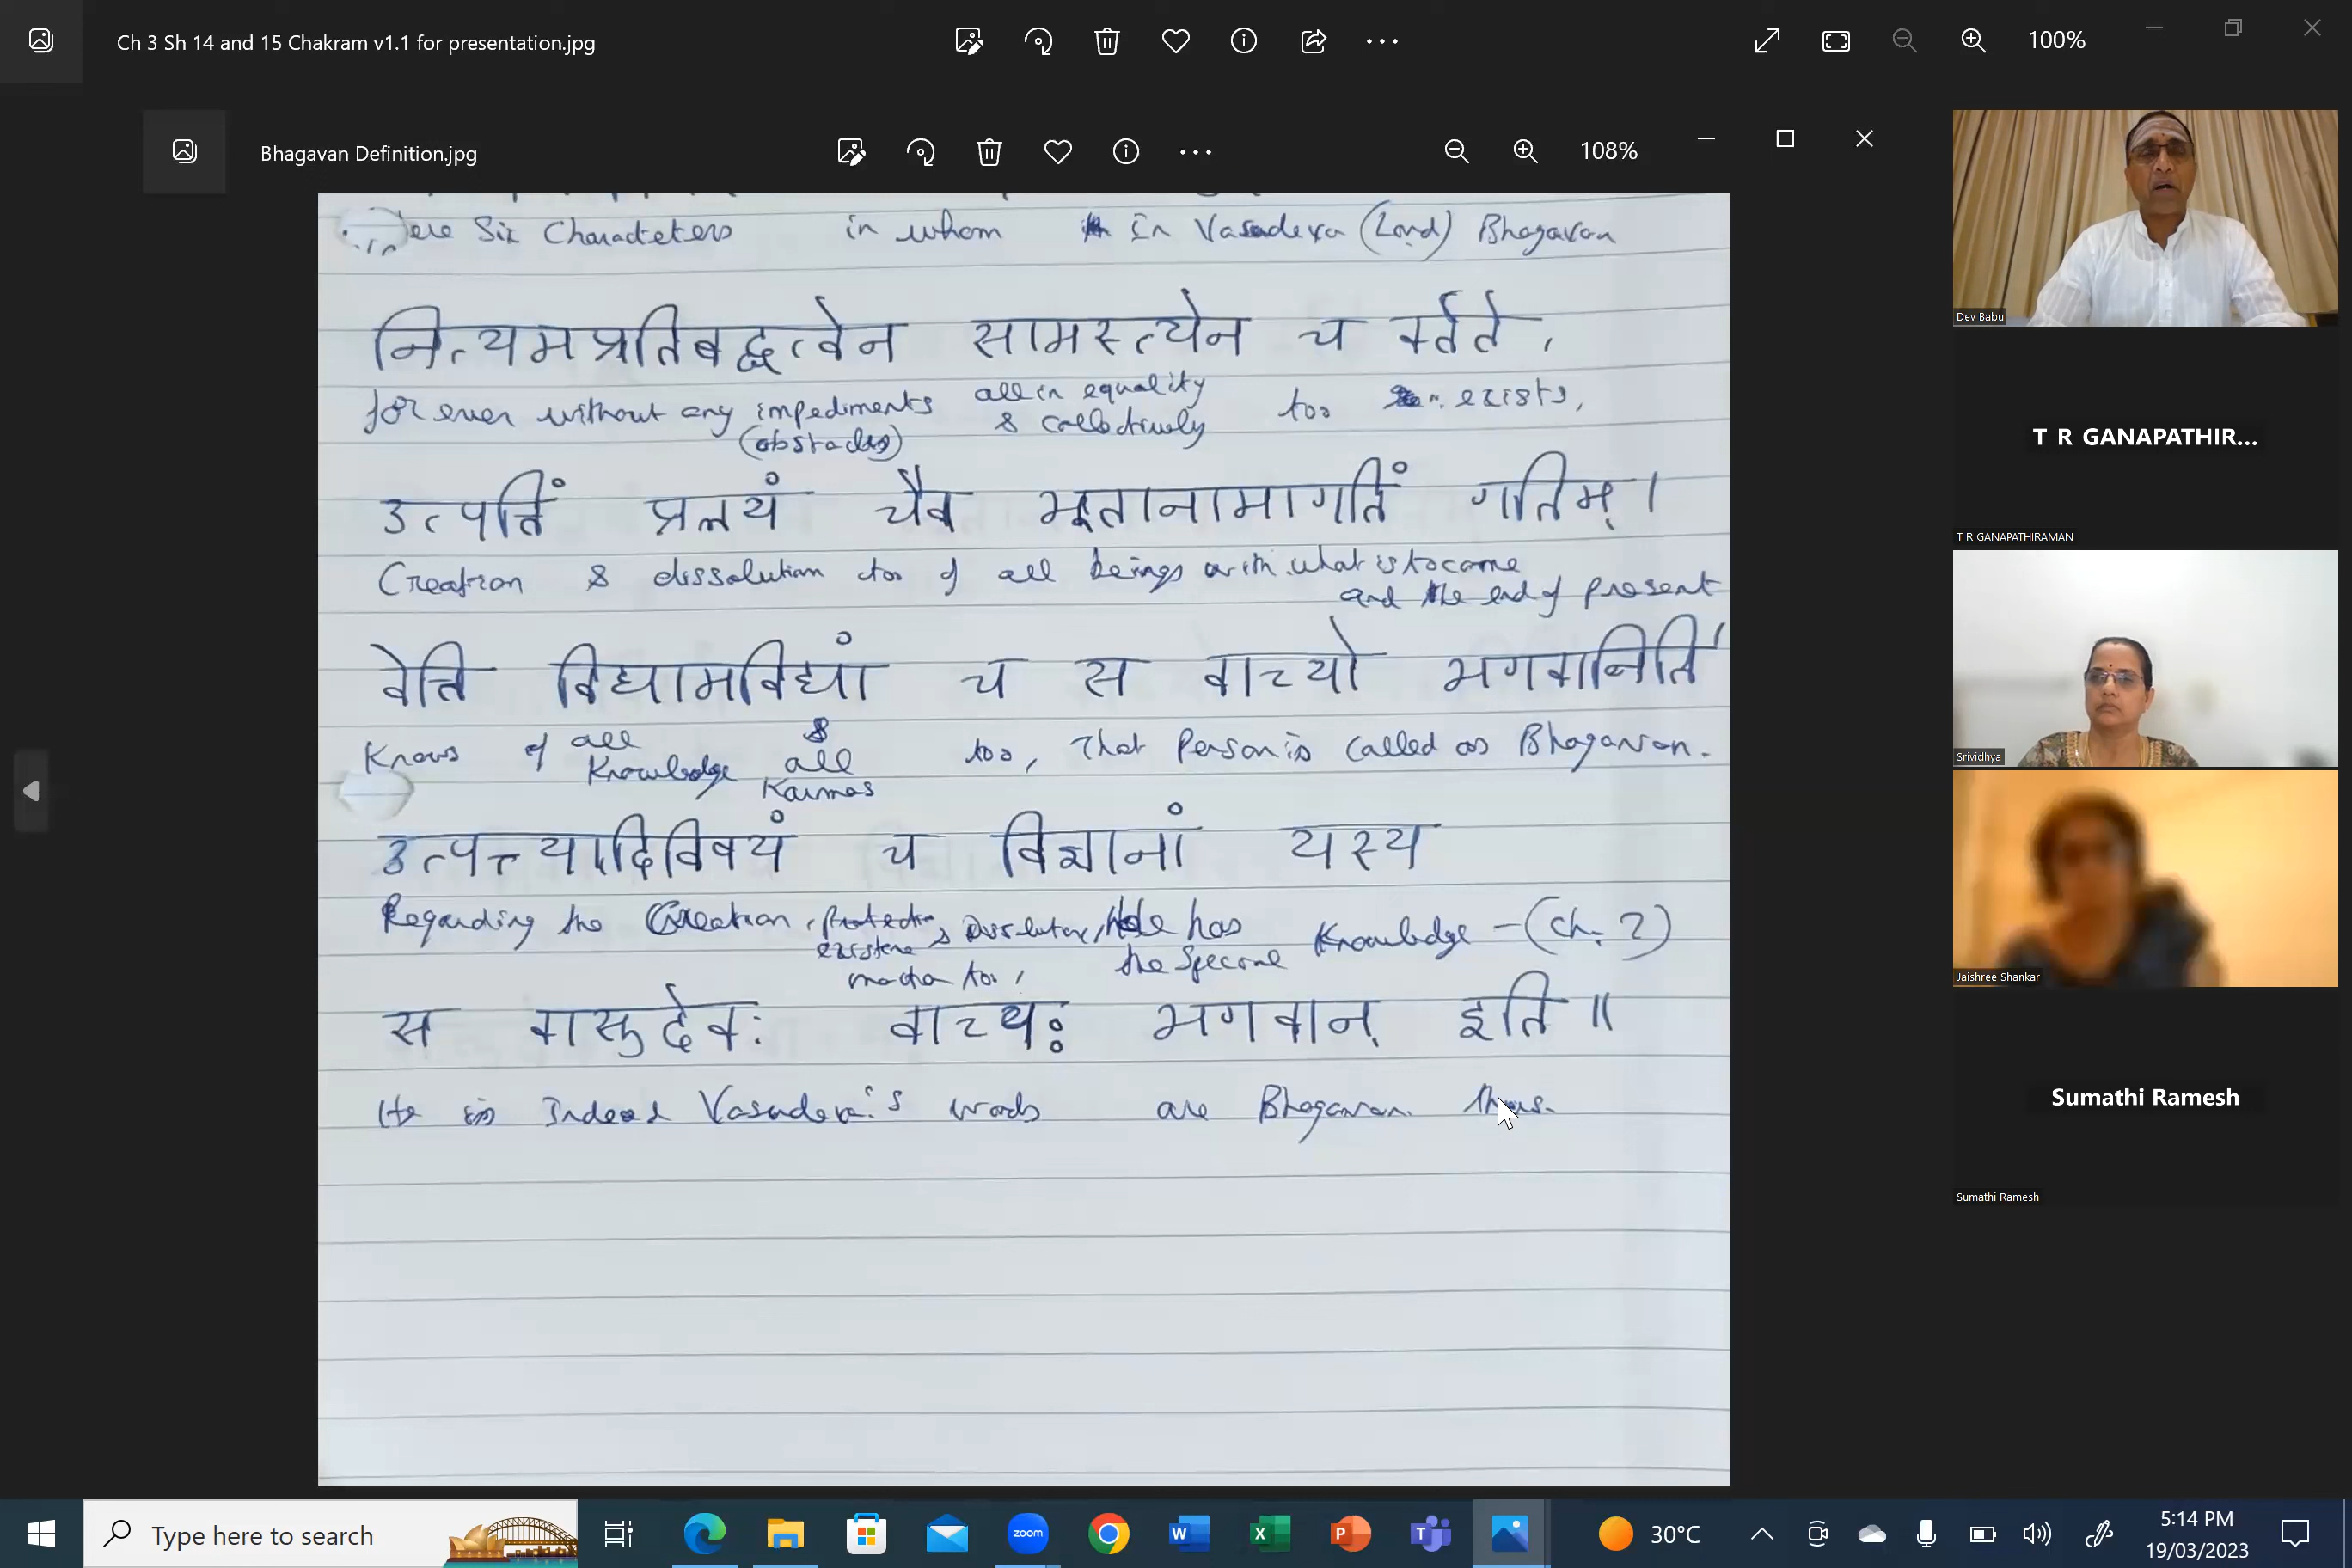 Ch 3 Sh 14 and 15 Chakram v1.1 for presentation.jpg
100%
Bhagavan Definition.jpg
108%
Six Characters in whom In Vasudeva (Lord) Bhagavan
नित्यमप्रतिबद्धत्वेन सामस्त्येन च वर्तते,
for ever without any impediments (obstacles) all in equality & collectively too exists,
उत्पत्तिं प्रलयं चैव भूतानामागतिं गतिम्।
Creation & dissolution too of all beings with what is to come and the end of present
वेत्ति विद्यामविद्यां च स वाच्यो भगवानिति
Knows of all Knowledge & all Karmas too, That Person is called as Bhagavan.
उत्पत्त्यादिविषयं च विज्ञानां यस्य
Regarding the Creation, Protection existence & Dissolution, too, He has the Special Knowledge - (Ch. 7)
स वासुदेवः वाच्यः भगवान् इति॥
He is Indeed Vasudeva's words are Bhagavan thus.
Dev Babu
T R GANAPATHIR...
T R GANAPATHIRAMAN
Srividhya
Jaishree Shankar
Sumathi Ramesh
Sumathi Ramesh
Type here to search
zoom
30°C
5:14 PM
19/03/2023